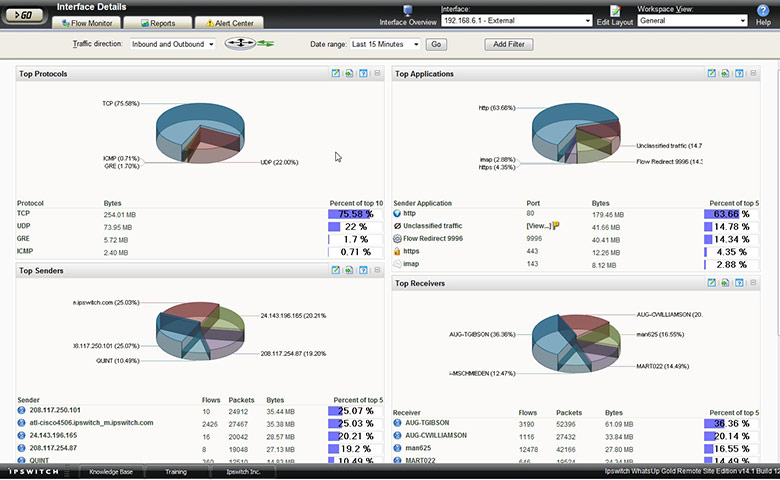 GO
Interface Details
Flow Monitor
Reports
Alert Center
Interface Overview
Interface:
192.168.6.1 - External
Edit Layout
Workspace View:
General
Help
Traffic direction:
Inbound and Outbound
Date range:
Last 15 Minutes
Go
Add Filter
Top Protocols
TCP (75.58%)
ICMP (0.71%)
GRE (1.70%)
UDP (22.00%)
Protocol Bytes Percent of top 10
TCP 254.01 MB 75.58 %
UDP 73.95 MB 22 %
GRE 5.72 MB 1.7 %
ICMP 2.40 MB 0.71 %
Top Applications
http (63.66%)
Unclassified traffic (14.7
imap (2.88%)
Flow Redirect 9996 (14.3
https (4.35%)
Sender Application Port Bytes Percent of top 5
http 80 179.46 MB 63.66 %
Unclassified traffic [View...] 41.66 MB 14.78 %
Flow Redirect 9996 9996 40.41 MB 14.34 %
https 443 12.26 MB 4.35 %
imap 143 8.12 MB 2.88 %
Top Senders
n.ipswitch.com (25.03%)
24.143.196.165 (20.21%
)8.117.250.101 (25.07%)
208.117.254.87 (19.20%
QUINT (10.49%)
Sender Flows Packets Bytes Percent of top 5
208.117.250.101 10 24912 35.44 MB 25.07 %
atl-cisco4506.ipswitch_m.ipswitch.com 2426 27467 35.38 MB 25.03 %
24.143.196.165 16 20042 28.57 MB 20.21 %
208.117.254.87 8 19048 27.13 MB 19.2 %
QUINT 360 12510 14.83 MB 10.49 %
Top Receivers
AUG-CWILLIAMSON (20.
AUG-TGIBSON (36.36%)
man625 (16.55%)
MART022 (14.49%)
-MSCHMIEDEN (12.47%)
Receiver Flows Packets Bytes Percent of top 5
AUG-TGIBSON 3190 52396 61.09 MB 36.36 %
AUG-CWILLIAMSON 1116 27432 33.84 MB 20.14 %
man625 12478 42166 27.80 MB 16.55 %
MART022 646 19524 24.34 MB 14.49 %
IPSWITCH
Knowledge Base
Training
Ipswitch Inc.
Ipswitch WhatsUp Gold Remote Site Edition v14.1 Build 12